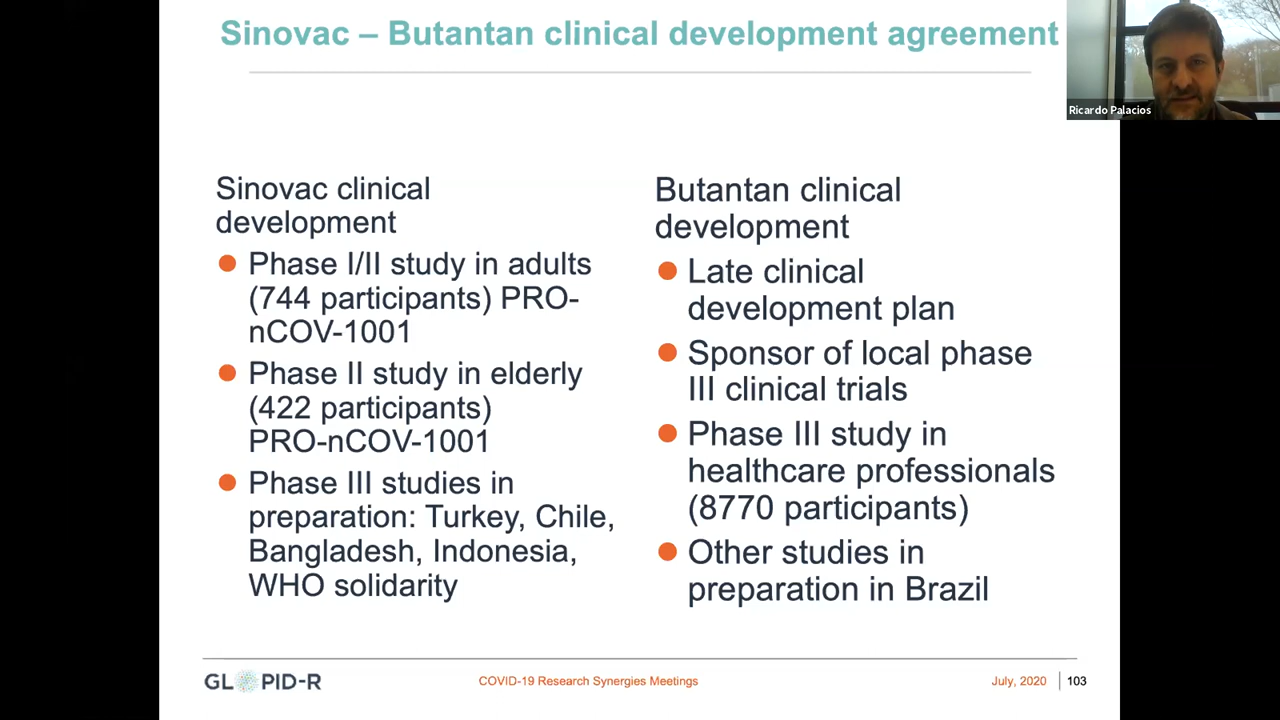 Sinovac – Butantan clinical development agreement
Ricardo Palacios
Sinovac clinical
development
Phase I/II study in adults
(744 participants) PRO-
nCOV-1001
Phase II study in elderly
(422 participants)
PRO-nCOV-1001
Phase III studies in
preparation: Turkey, Chile,
Bangladesh, Indonesia,
WHO solidarity
Butantan clinical
development
Late clinical
development plan
Sponsor of local phase
III clinical trials
Phase III study in
healthcare professionals
(8770 participants)
Other studies in
preparation in Brazil
GLOPID-R
COVID-19 Research Synergies Meetings
July, 2020
103